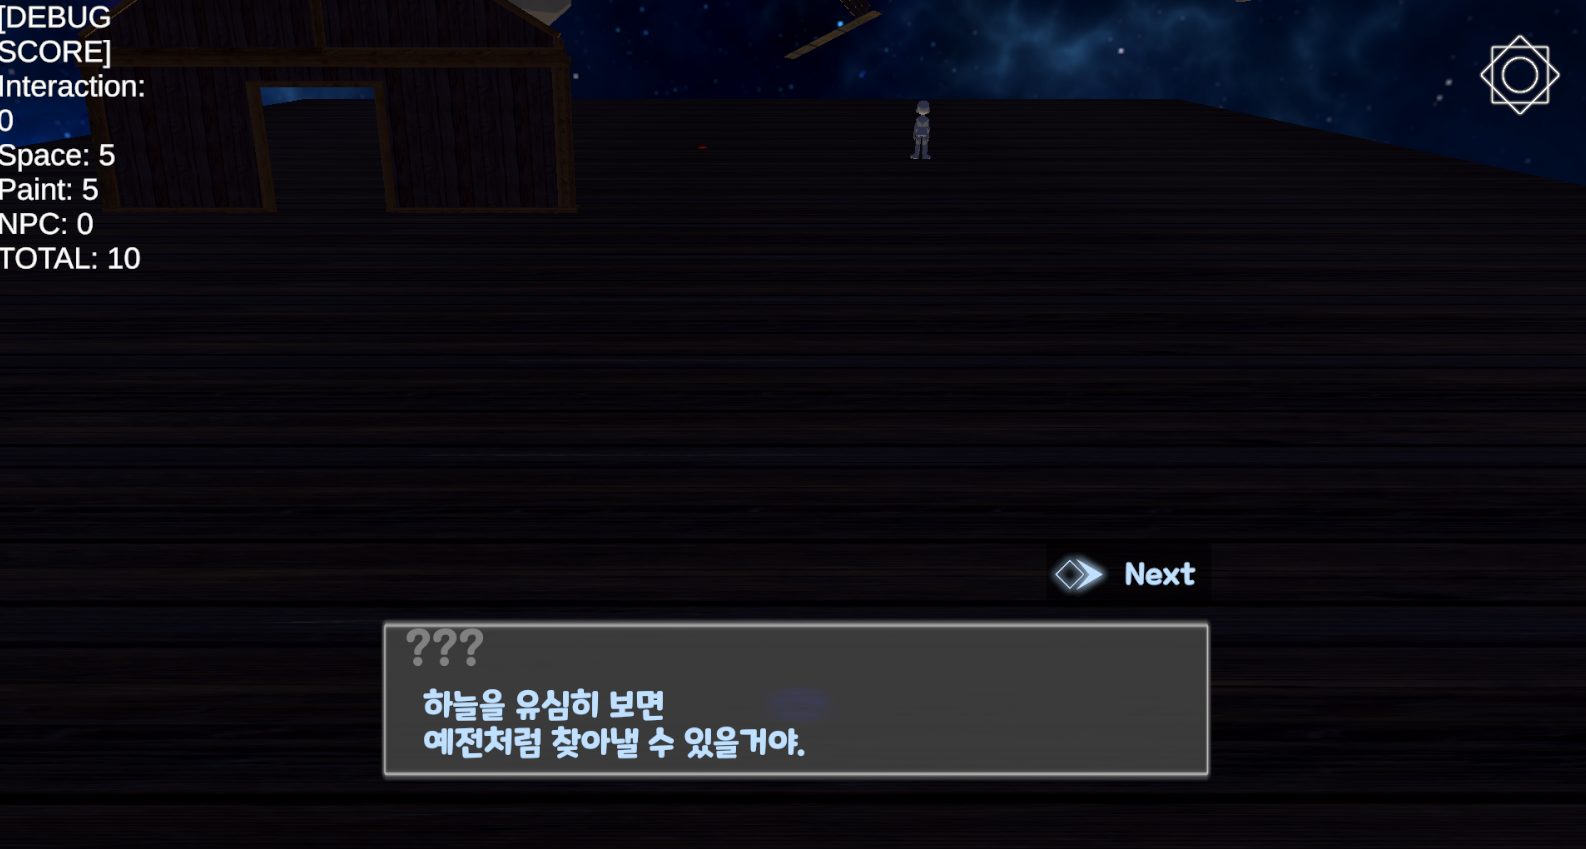 [DEBUG
SCORE]
Interaction:
0
Space: 5
Paint: 5
NPC: 0
TOTAL: 10
Next
???
하늘을 유심히 보면
예전처럼 찾아낼 수 있을거야.